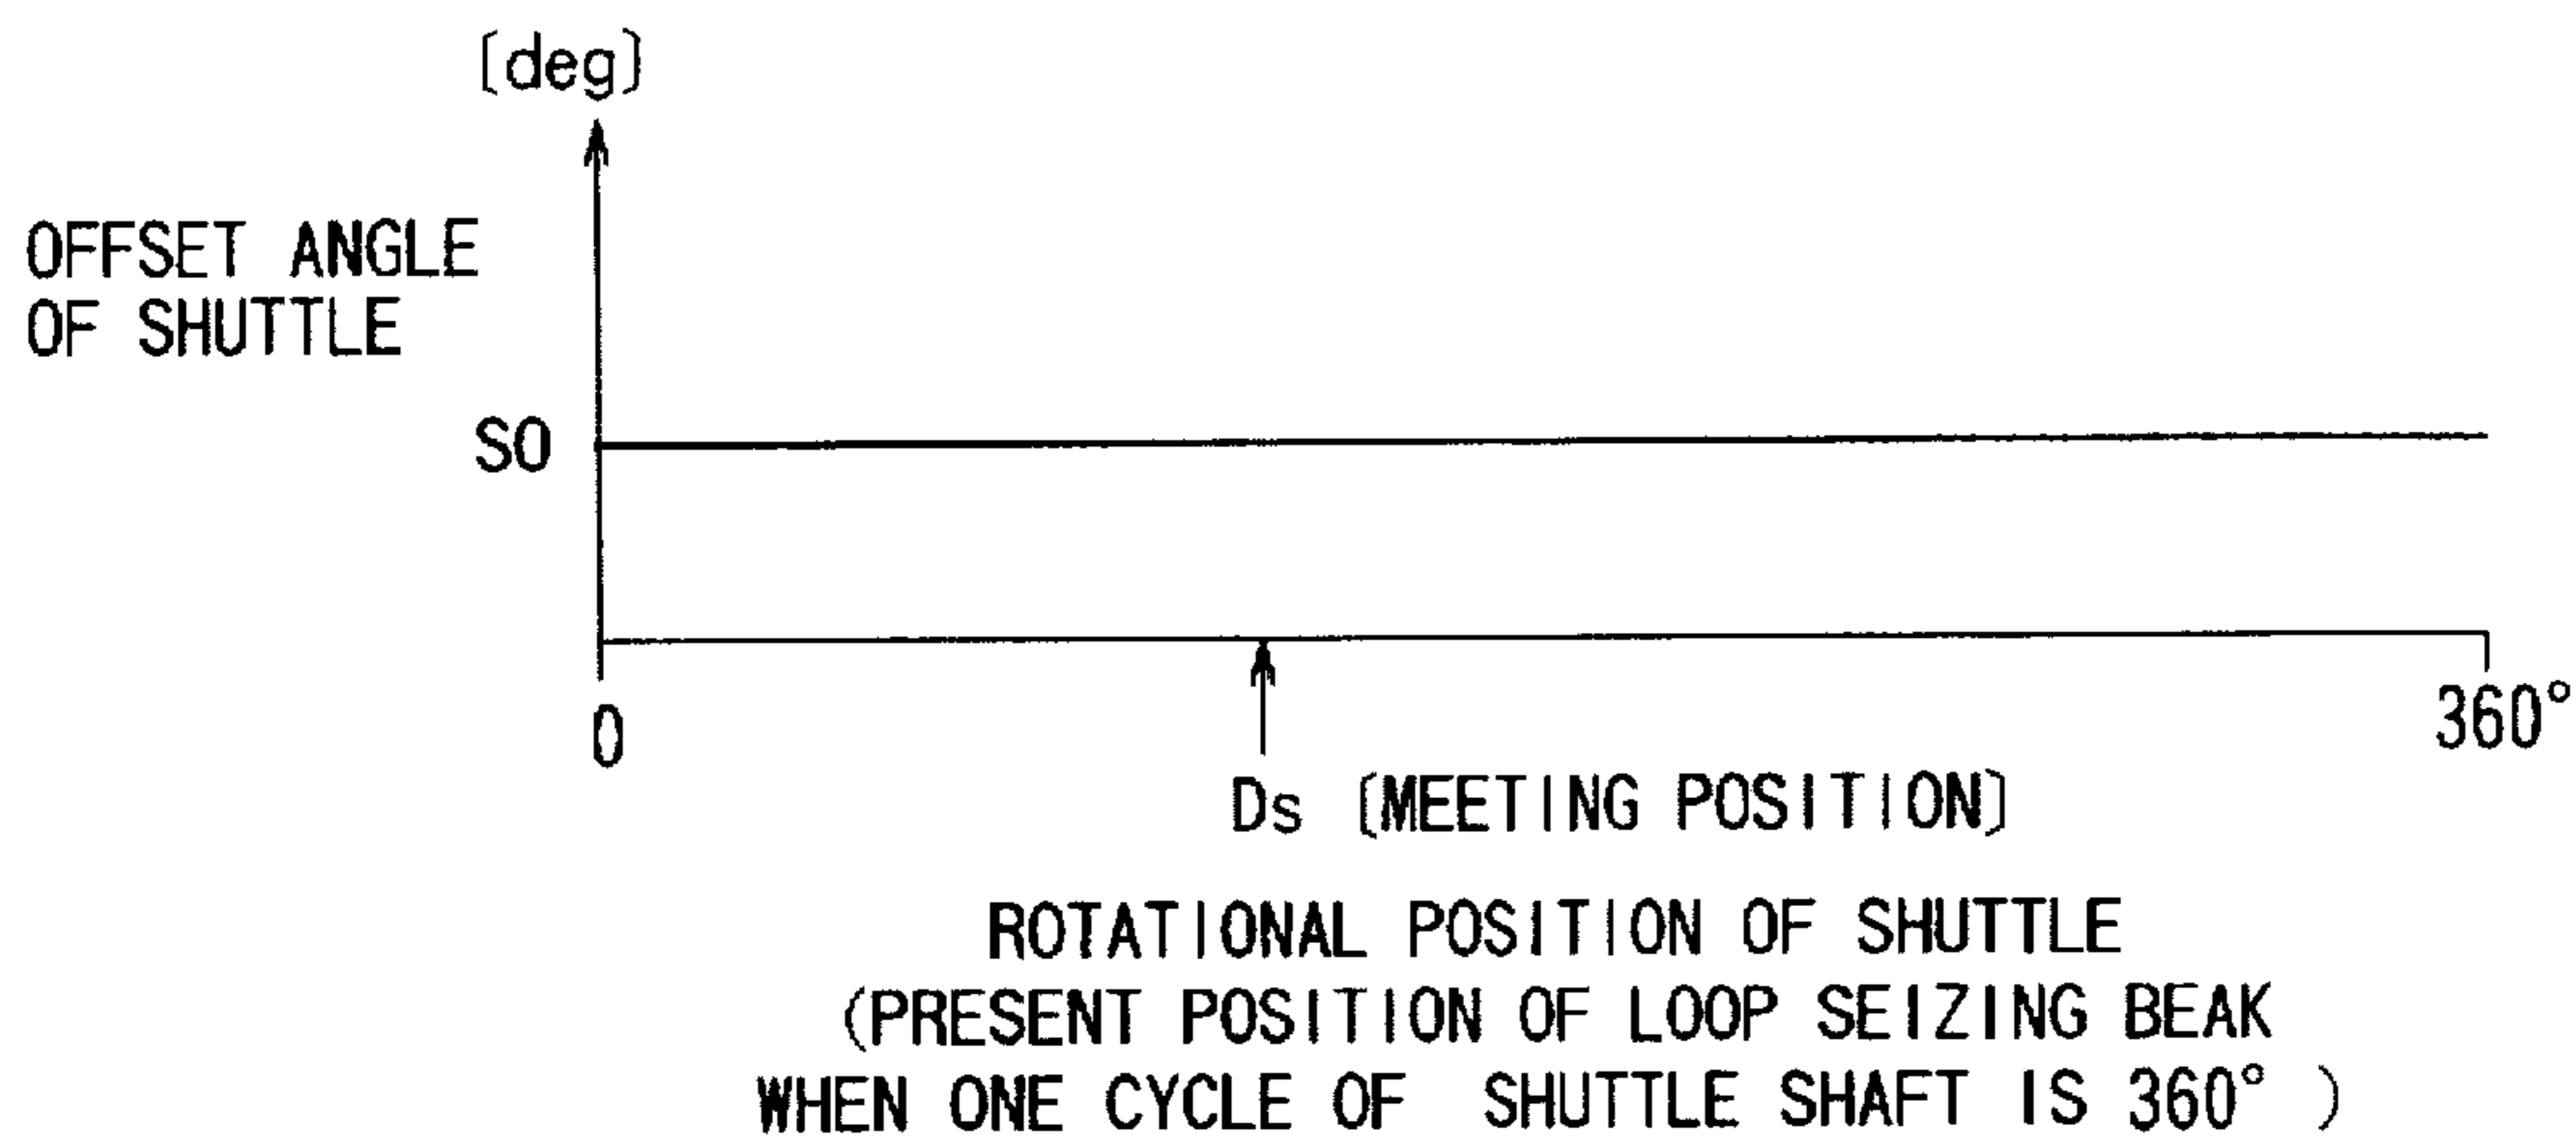 [deg]
OFFSET ANGLE
OF SHUTTLE
S0
0
360°
Ds [MEETING POSITION]
ROTATIONAL POSITION OF SHUTTLE
(PRESENT POSITION OF LOOP SEIZING BEAK
WHEN ONE CYCLE OF SHUTTLE SHAFT IS 360° )